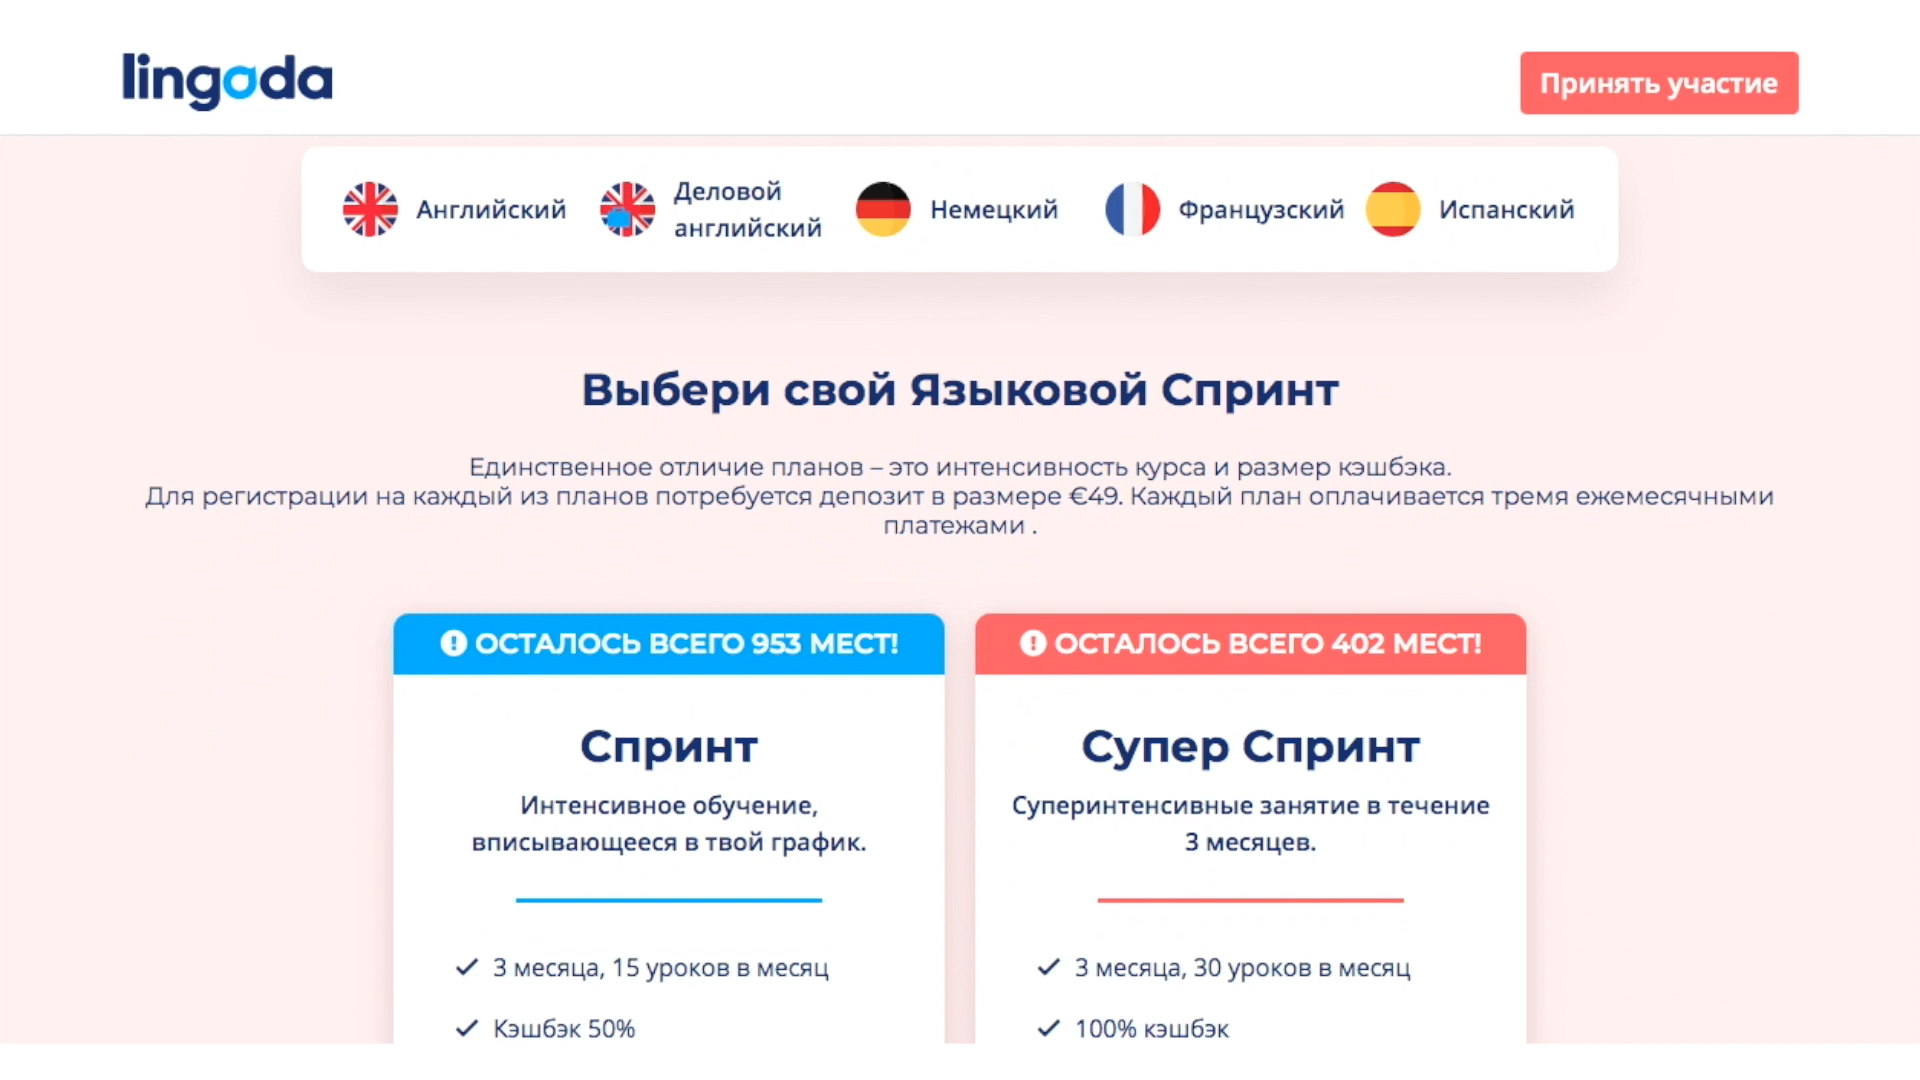 lingoda
Принять участие
Английский
Деловой
английский
Немецкий
Французский
Испанский
Выбери свой Языковой Спринт
Единственное отличие планов – это интенсивность курса и размер кэшбэка.
Для регистрации на каждый из планов потребуется депозит в размере €49. Каждый план оплачивается тремя ежемесячными
платежами .
ОСТАЛОСЬ ВСЕГО 953 МЕСТ!
Спринт
Интенсивное обучение,
вписывающееся в твой график.
3 месяца, 15 уроков в месяц
Кэшбэк 50%
ОСТАЛОСЬ ВСЕГО 402 МЕСТ!
Супер Спринт
Суперинтенсивные занятие в течение
3 месяцев.
3 месяца, 30 уроков в месяц
100% кэшбэк